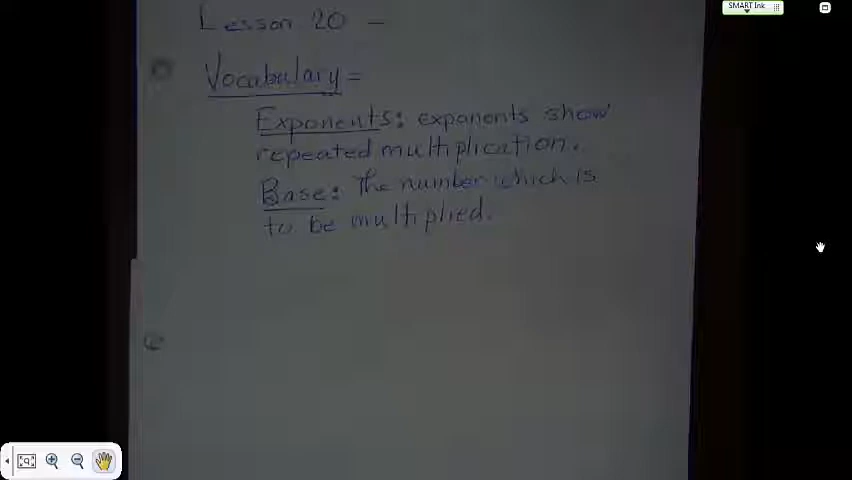 SMART Ink
Lesson 20 -
Vocabulary =
Exponents: exponents show
repeated multiplication.
Base: the number which is
to be multiplied.